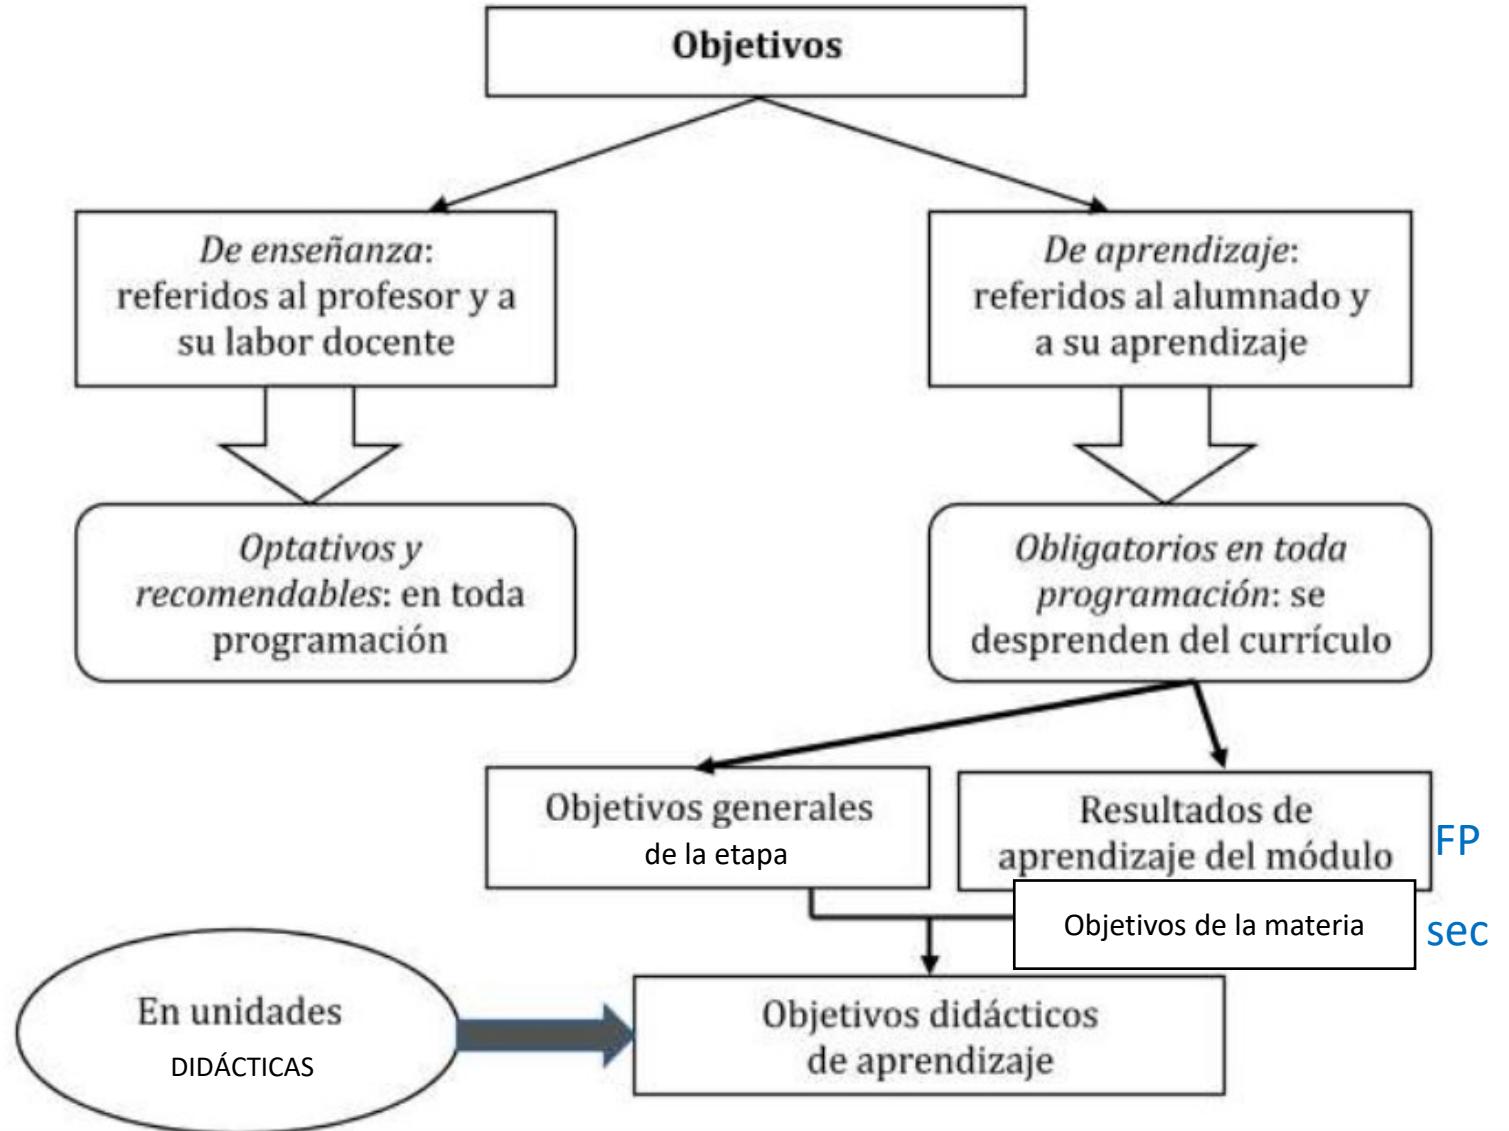 Objetivos
De enseñanza:
referidos al profesor y a
su labor docente
De aprendizaje:
referidos al alumnado y
a su aprendizaje
Optativos y
recomendables: en toda
programación
Obligatorios en toda
programación: se
desprenden del currículo
Objetivos generales
de la etapa
Resultados de
aprendizaje del módulo
FP
Objetivos de la materia
sec
En unidades
DIDÁCTICAS
Objetivos didácticos
de aprendizaje